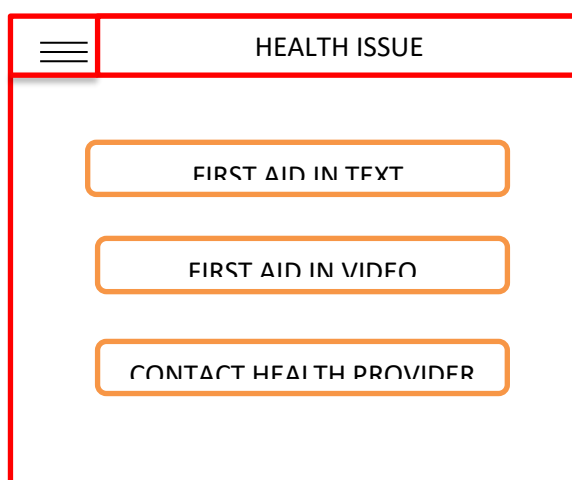 HEALTH ISSUE
FIRST AID IN TEXT
FIRST AID IN VIDEO
CONTACT HEALTH PROVIDER